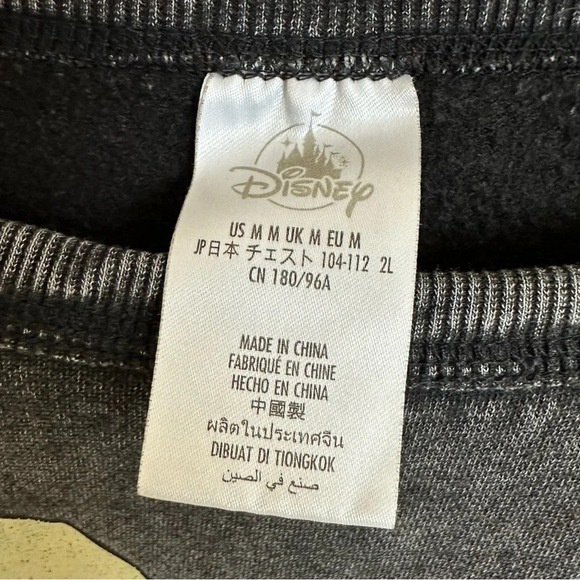 Disney
US M M UK M EU M
JP日本 チェスト 104-112 2L
CN 180/96A
MADE IN CHINA
FABRIQUÉ EN CHINE
HECHO EN CHINA
中國製
ผลิตในประเทศจีน
DIBUAT DI TIONGKOK
صنع في الصين